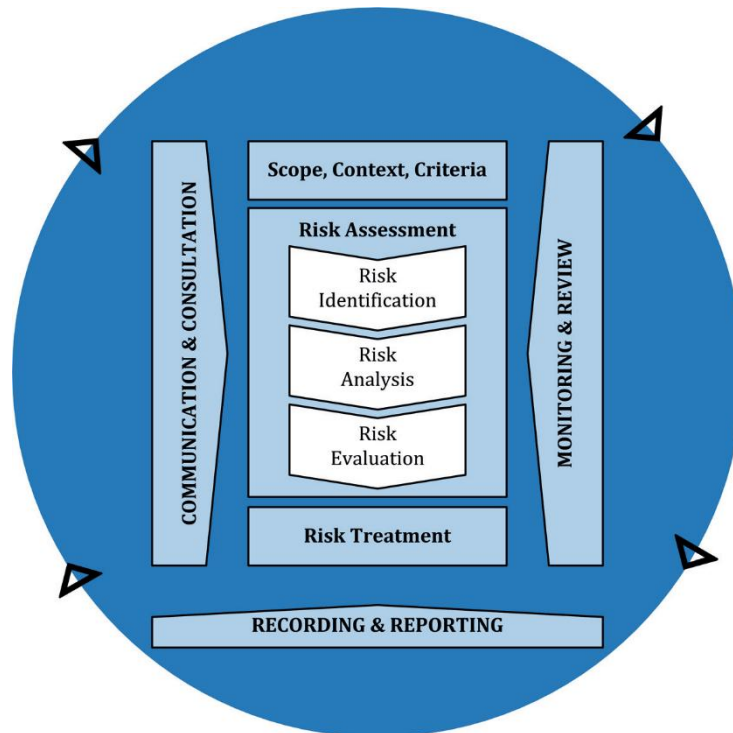 Scope, Context, Criteria
COMMUNICATION & CONSULTATION
Risk Assessment
Risk
Identification
Risk
Analysis
Risk
Evaluation
MONITORING & REVIEW
Risk Treatment
RECORDING & REPORTING